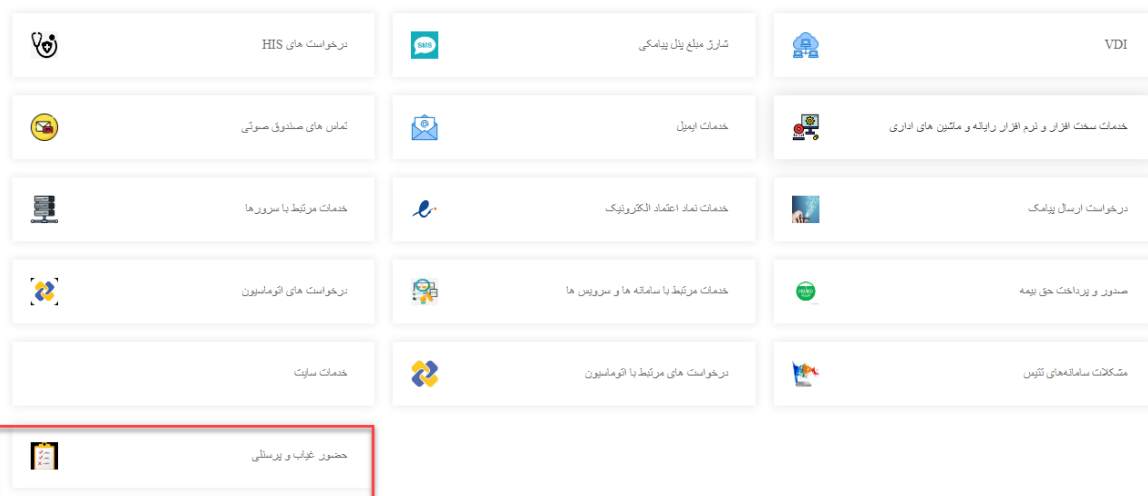 VDI
شارژ مبلغ پنل پیامکی
SMS
درخواست های HIS
خدمات سخت افزار و نرم افزار رایانه و ماشین های اداری
خدمات ایمیل
تماس های صندوق صوتی
درخواست ارسال پیامک
خدمات نماد اعتماد الکترونیک
خدمات مرتبط با سرورها
صدور و پرداخت حق بیمه
خدمات مرتبط با سامانه ها و سرویس ها
درخواست های اتوماسیون
مشکلات سامانه‌های تتیس
درخواست های مرتبط با اتوماسیون
خدمات سایت
حضور غیاب و پرسنلی